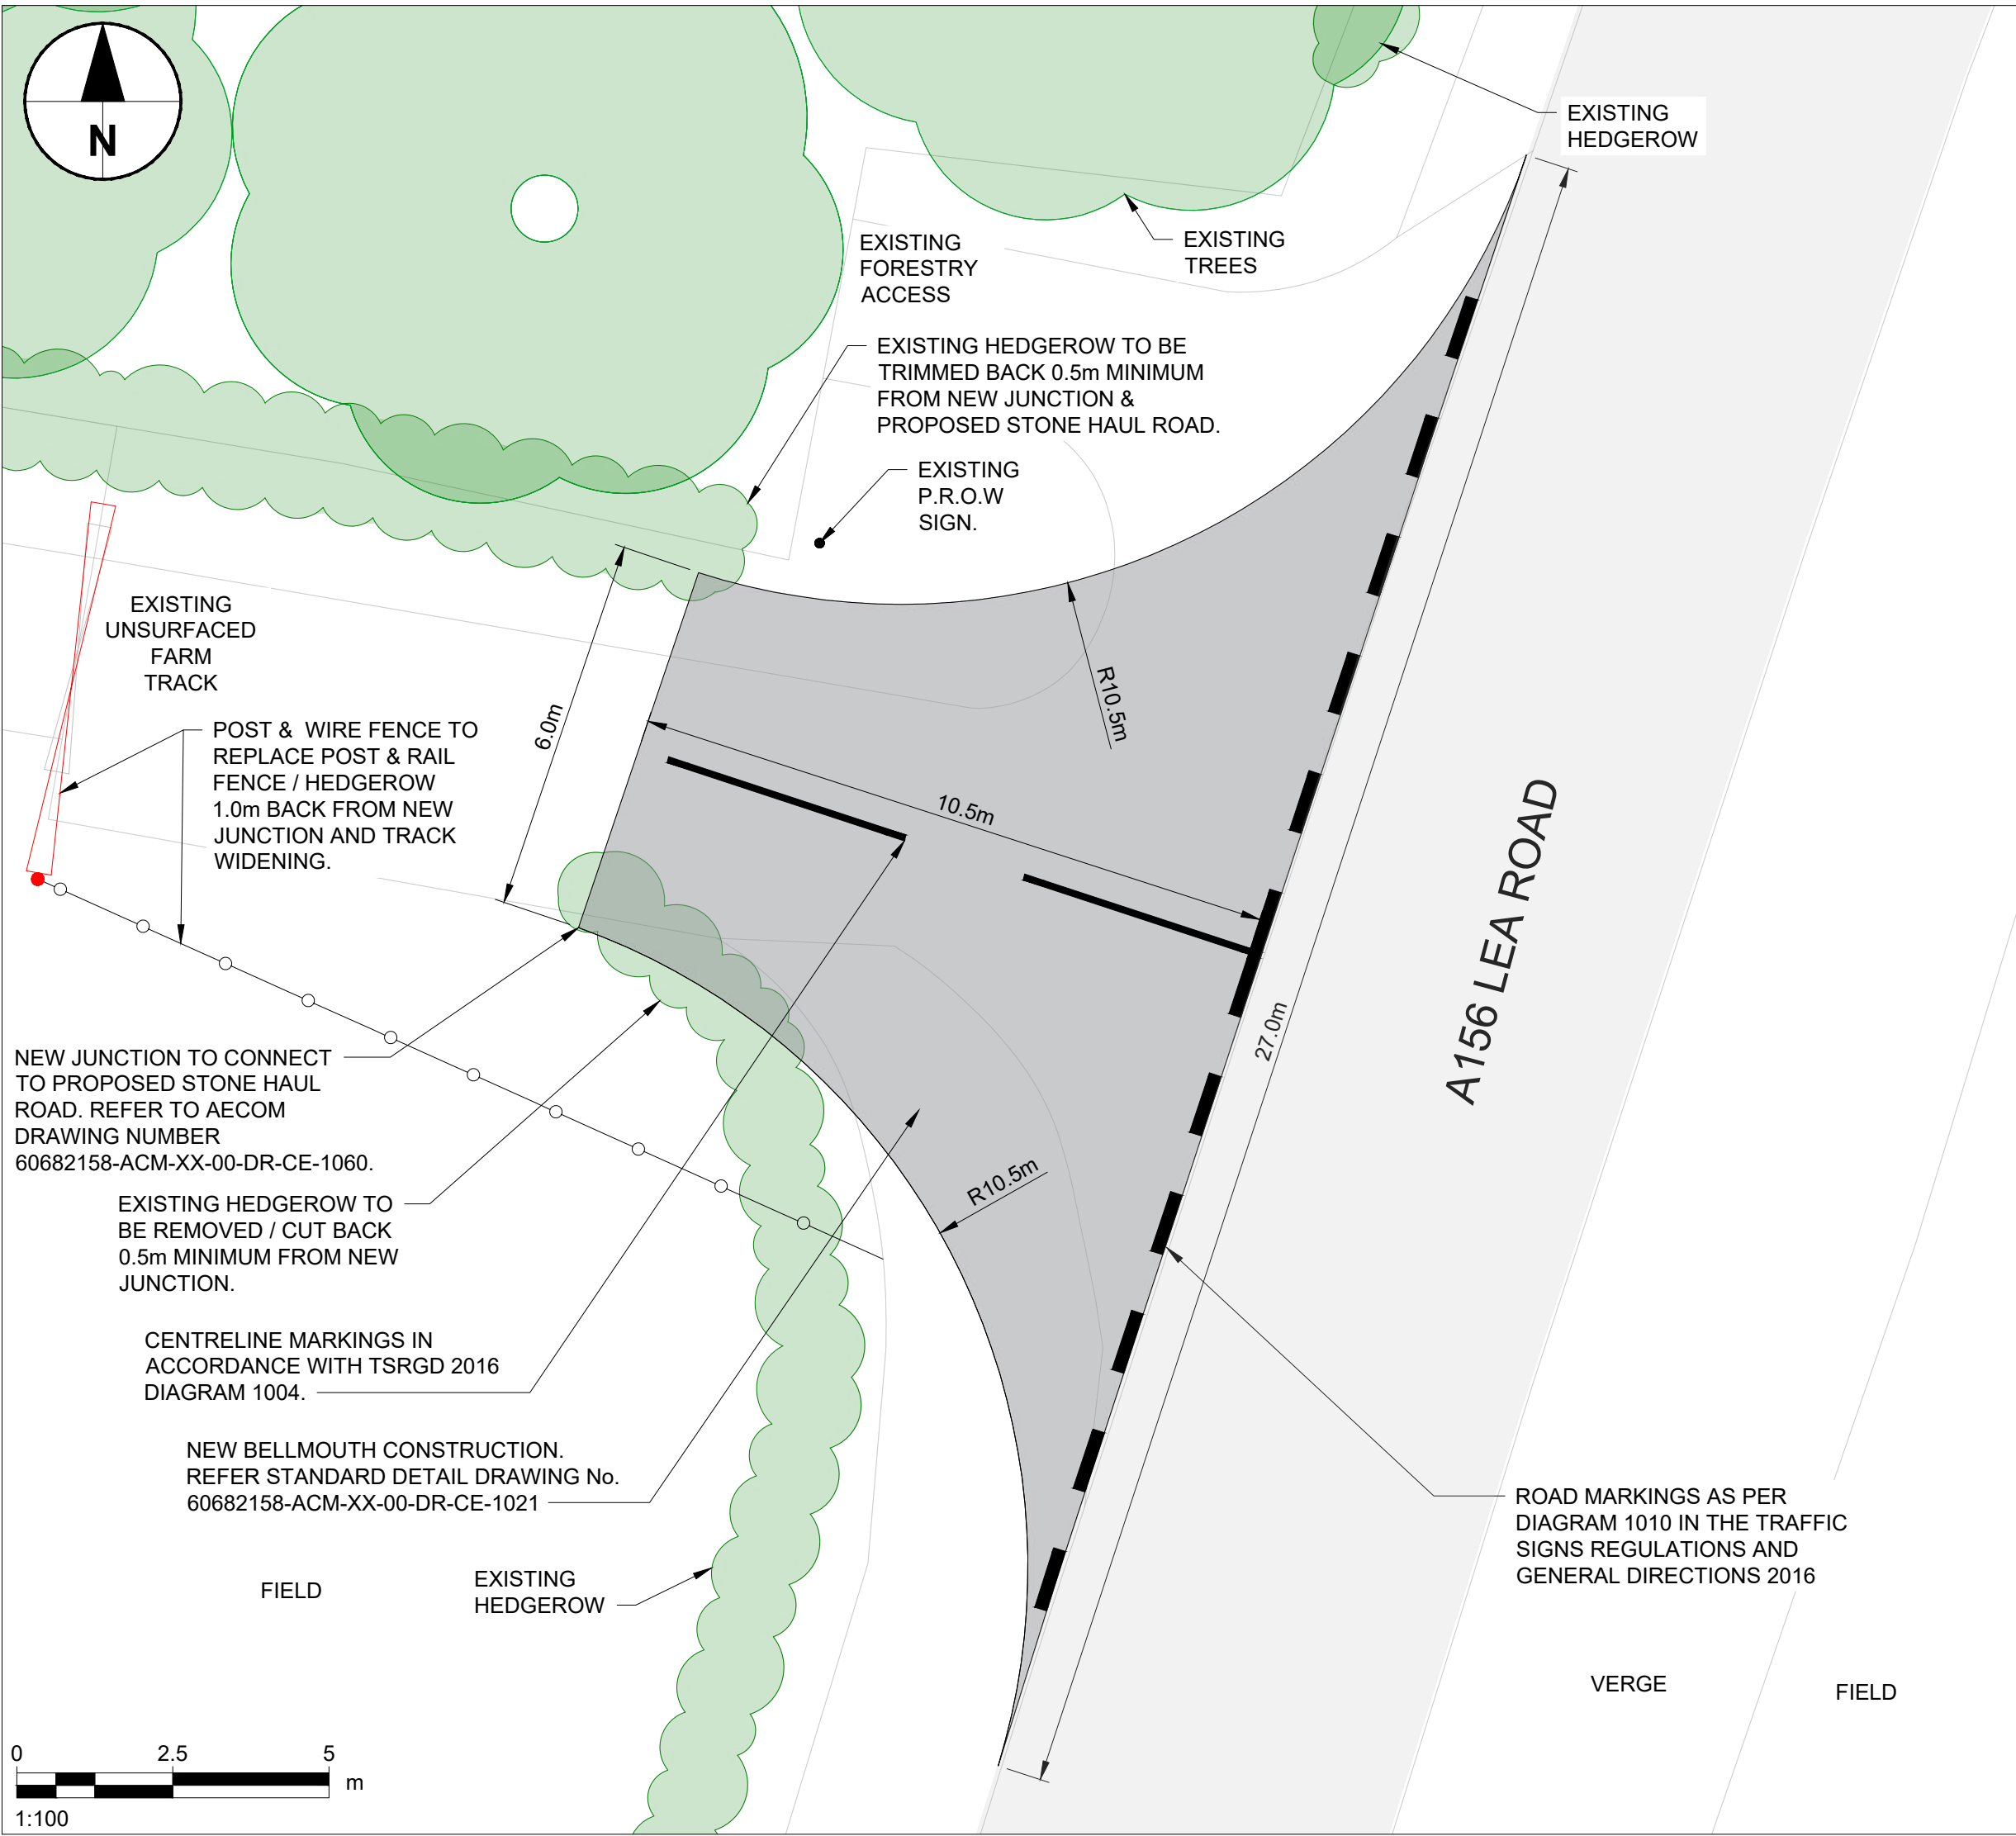 N
EXISTING
HEDGEROW
EXISTING
FORESTRY
ACCESS
EXISTING
TREES
EXISTING HEDGEROW TO BE
TRIMMED BACK 0.5m MINIMUM
FROM NEW JUNCTION &
PROPOSED STONE HAUL ROAD.
EXISTING
P.R.O.W
SIGN.
EXISTING
UNSURFACED
FARM
TRACK
6.0m
R10.5m
POST & WIRE FENCE TO
REPLACE POST & RAIL
FENCE / HEDGEROW
1.0m BACK FROM NEW
JUNCTION AND TRACK
WIDENING.
10.5m
A156 LEA ROAD
27.0m
NEW JUNCTION TO CONNECT
TO PROPOSED STONE HAUL
ROAD. REFER TO AECOM
DRAWING NUMBER
60682158-ACM-XX-00-DR-CE-1060.
R10.5m
EXISTING HEDGEROW TO
BE REMOVED / CUT BACK
0.5m MINIMUM FROM NEW
JUNCTION.
CENTRELINE MARKINGS IN
ACCORDANCE WITH TSRGD 2016
DIAGRAM 1004.
NEW BELLMOUTH CONSTRUCTION.
REFER STANDARD DETAIL DRAWING No.
60682158-ACM-XX-00-DR-CE-1021
ROAD MARKINGS AS PER
DIAGRAM 1010 IN THE TRAFFIC
SIGNS REGULATIONS AND
GENERAL DIRECTIONS 2016
FIELD
EXISTING
HEDGEROW
VERGE
FIELD
0 2.5 5
m
1:100